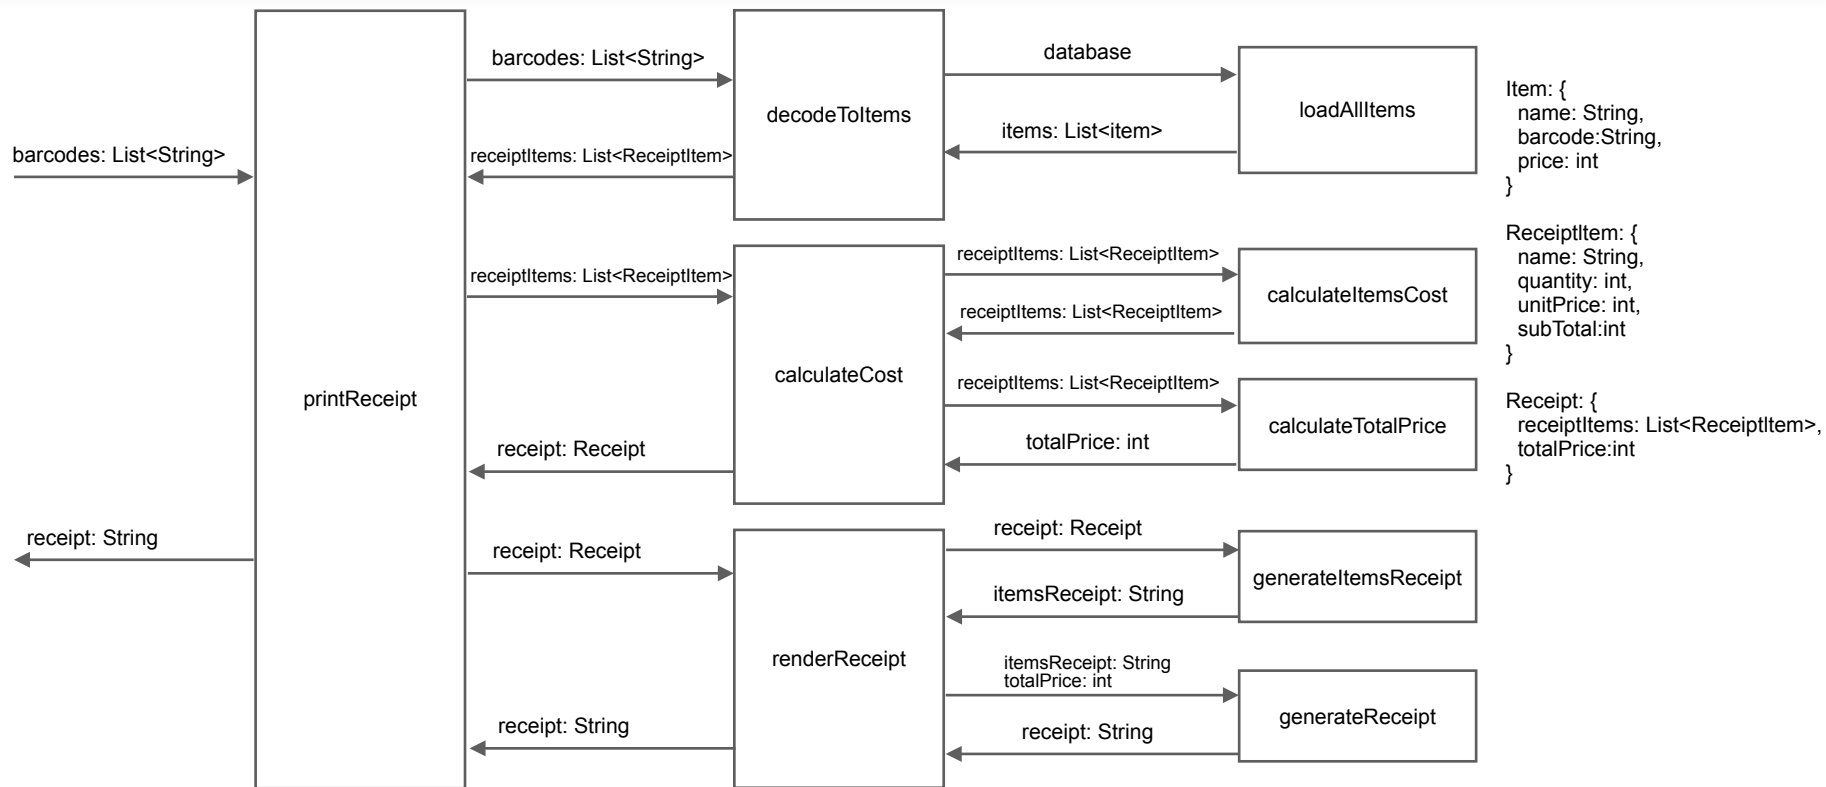 barcodes: List<String>
receipt: String
printReceipt
barcodes: List<String>
receiptItems: List<ReceiptItem>
receiptItems: List<ReceiptItem>
receipt: Receipt
receipt: Receipt
receipt: String
decodeToItems
calculateCost
renderReceipt
database
items: List<item>
receiptItems: List<ReceiptItem>
receiptItems: List<ReceiptItem>
receiptItems: List<ReceiptItem>
totalPrice: int
receipt: Receipt
itemsReceipt: String
itemsReceipt: String
totalPrice: int
receipt: String
loadAllItems
calculateItemsCost
calculateTotalPrice
generateItemsReceipt
generateReceipt
Item: {
name: String,
barcode:String,
price: int
}
ReceiptItem: {
name: String,
quantity: int,
unitPrice: int,
subTotal:int
}
Receipt: {
receiptItems: List<ReceiptItem>,
totalPrice:int
}